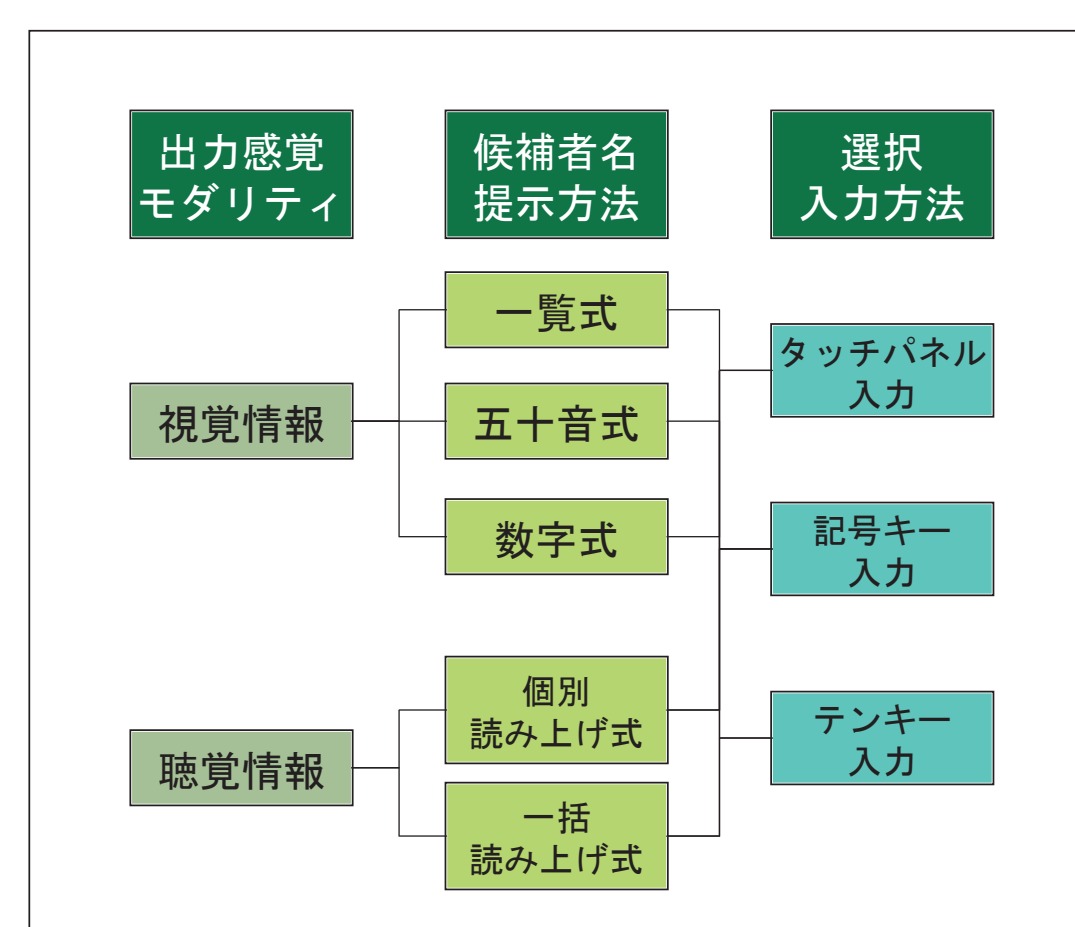 出力感覚
モダリティ
候補者名
提示方法
選択
入力方法
一覧式
タッチパネル
入力
視覚情報
五十音式
数字式
記号キー
入力
個別
読み上げ式
テンキー
入力
聴覚情報
一括
読み上げ式